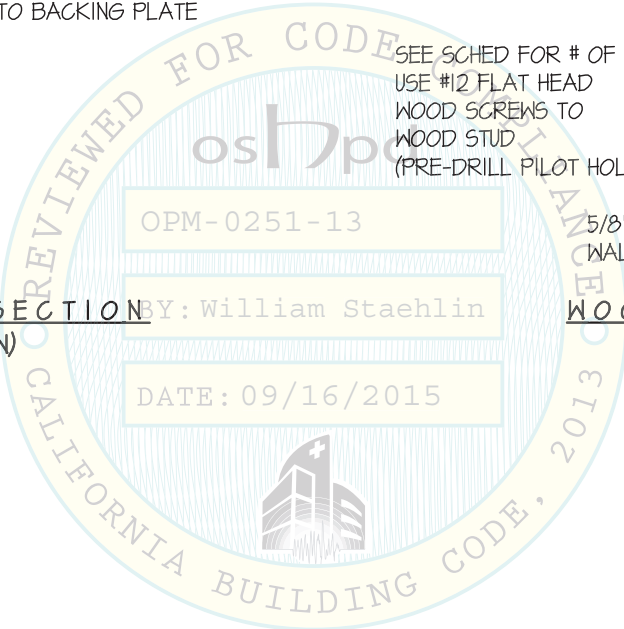 TO BACKING PLATE
SEE SCHED FOR # OF
USE #12 FLAT HEAD
WOOD SCREWS TO
WOOD STUD
(PRE-DRILL PILOT HOL
5/8"
WAL
SECTION
WOO
N)
REVIEWED FOR CODE COMPLIANCE
oshpd
OPM-0251-13
BY: William Staehlin
DATE: 09/16/2015
CALIFORNIA BUILDING CODE, 2013